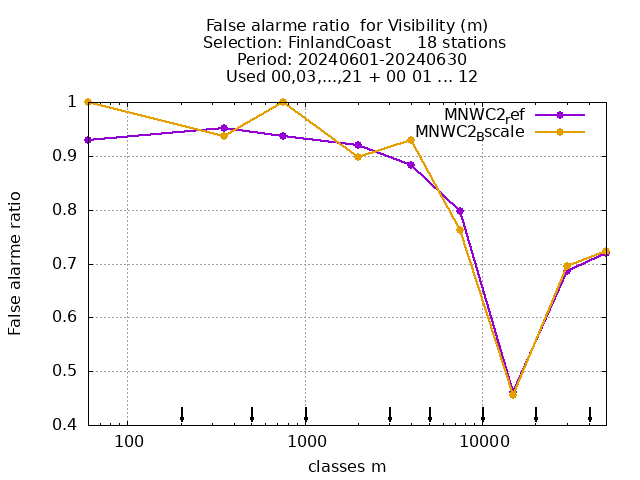 False alarme ratio  for Visibility (m)
Selection: FinlandCoast     18 stations
Period: 20240601-20240630
Used 00,03,...,21 + 00 01 ... 12
MNWC2_ref
MNWC2_Bscale
1
0.9
0.8
0.7
0.6
0.5
0.4
False alarme ratio
100
1000
10000
classes m